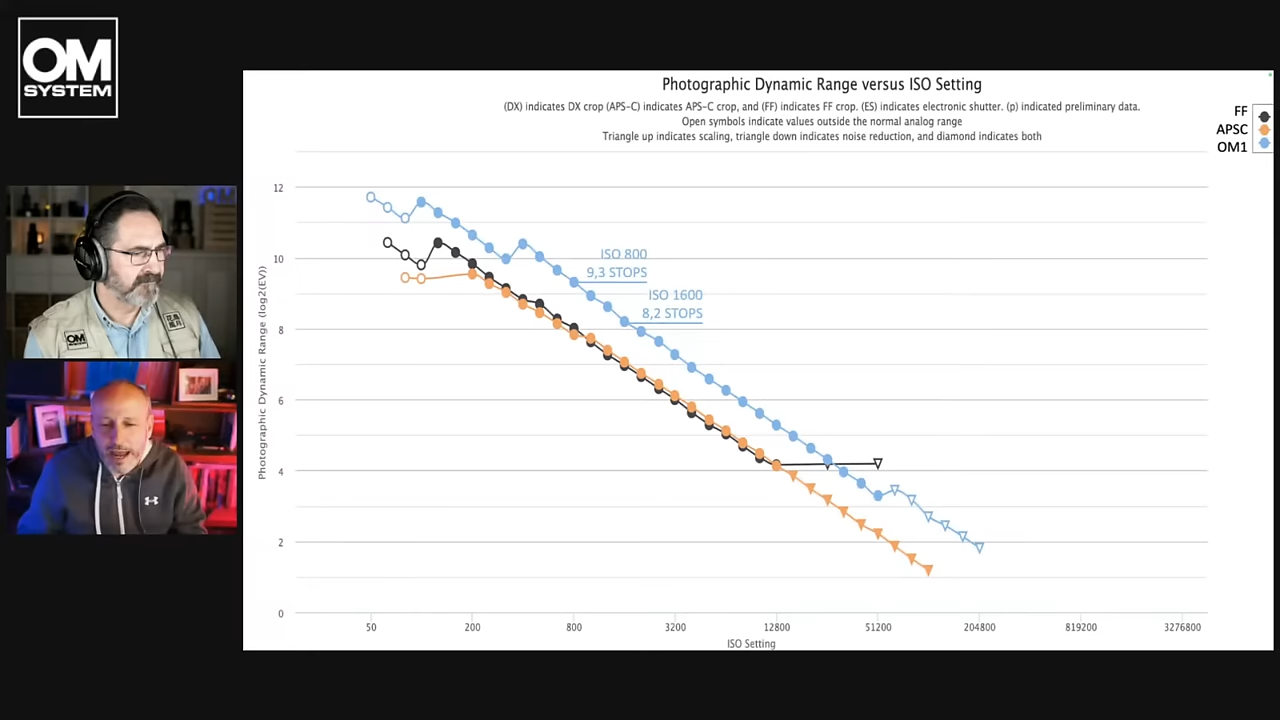 OM
SYSTEM
Photographic Dynamic Range versus ISO Setting
(DX) indicates DX crop (APS-C) indicates APS-C crop, and (FF) indicates FF crop. (ES) indicates electronic shutter. (p) indicated preliminary data.
Open symbols indicate values outside the normal analog range
Triangle up indicates scaling, triangle down indicates noise reduction, and diamond indicates both
FF
APSC
OM1
Photographic Dynamic Range (log2(EV))
12
10
8
6
4
2
0
ISO 800
9,3 STOPS
ISO 1600
8,2 STOPS
50 200 800 3200 12800 51200 204800 819200 3276800
ISO Setting
OM